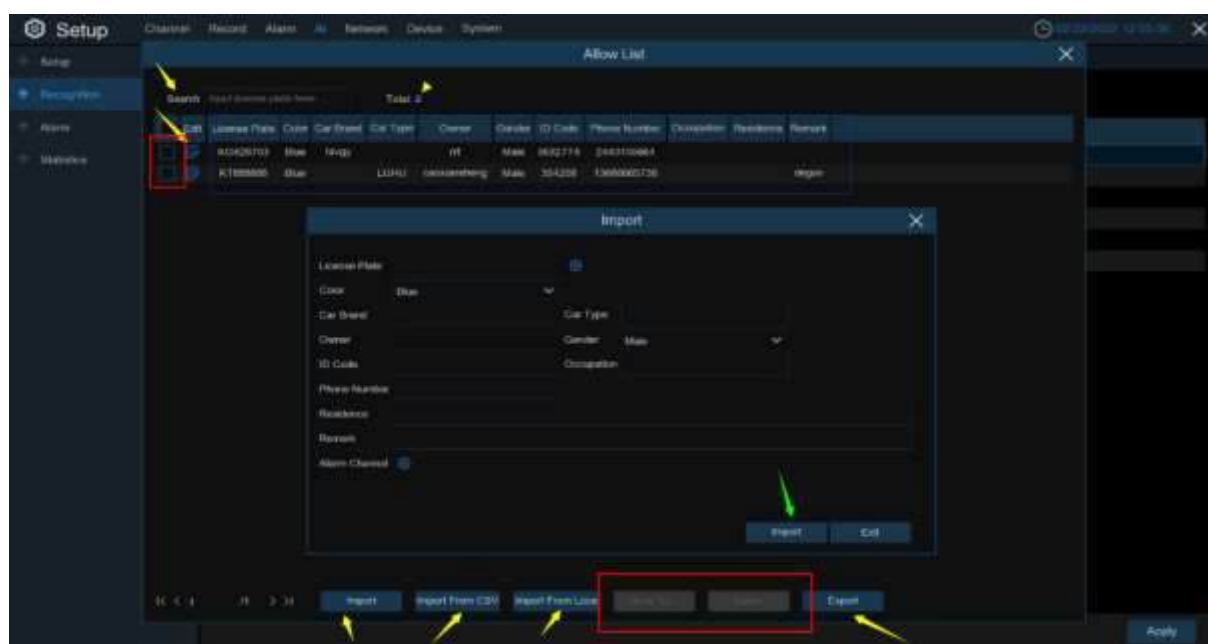 Setup Channel Record Alarm AI Network Device System
Allow List
Setup
Recognition
Alarm
Statistics
Search Total: 2
Edit License Plate Color Car Brand Car Type Owner Gender ID Code Phone Number Occupation Residence Remark
Blue Male
Blue Male
Import
License Plate
Color Blue
Car Brand Car Type
Owner Gender Male
ID Code Occupation
Phone Number
Residence
Remark
Alarm Channel
Import Exit
Import Import From CSV Import From Local Export
Apply